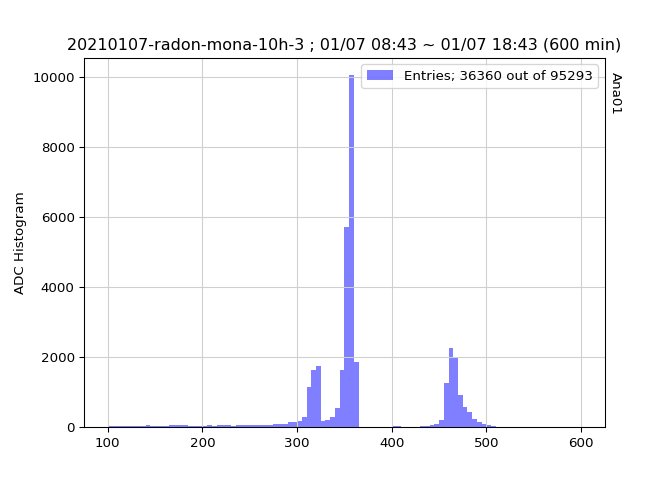 20210107-radon-mona-10h-3 ; 01/07 08:43 ~ 01/07 18:43 (600 min)
Entries; 36360 out of 95293
Ana01
ADC Histogram
10000
8000
6000
4000
2000
0
100 200 300 400 500 600